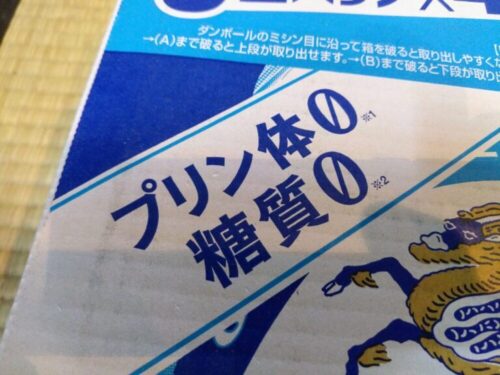 ダンボールのミシン目に沿って箱を破ると取り出しやすくな
→(A)まで破ると上段が取り出せます。→(B)まで破ると下段が取り出
プリン体0※1
糖質0※2